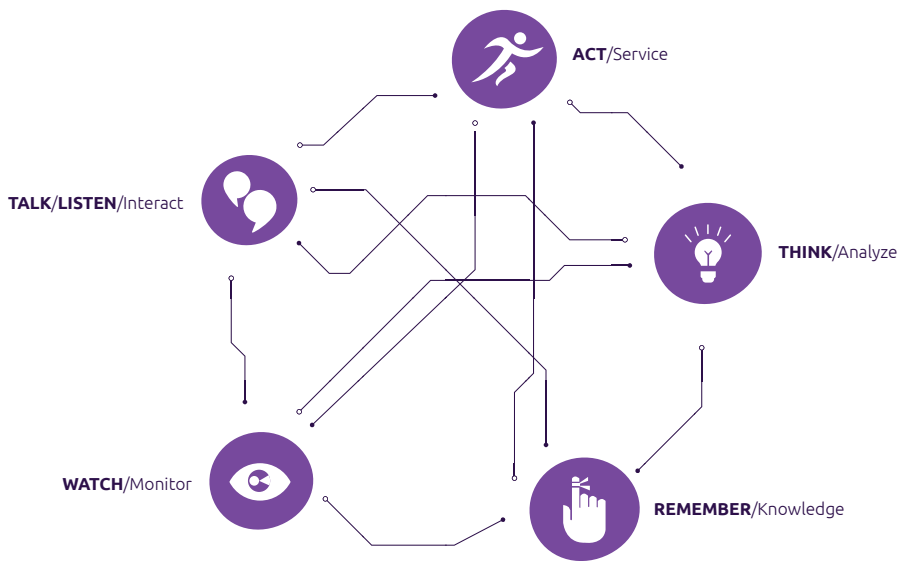 ACT/Service
TALK/LISTEN/Interact
THINK/Analyze
WATCH/Monitor
REMEMBER/Knowledge